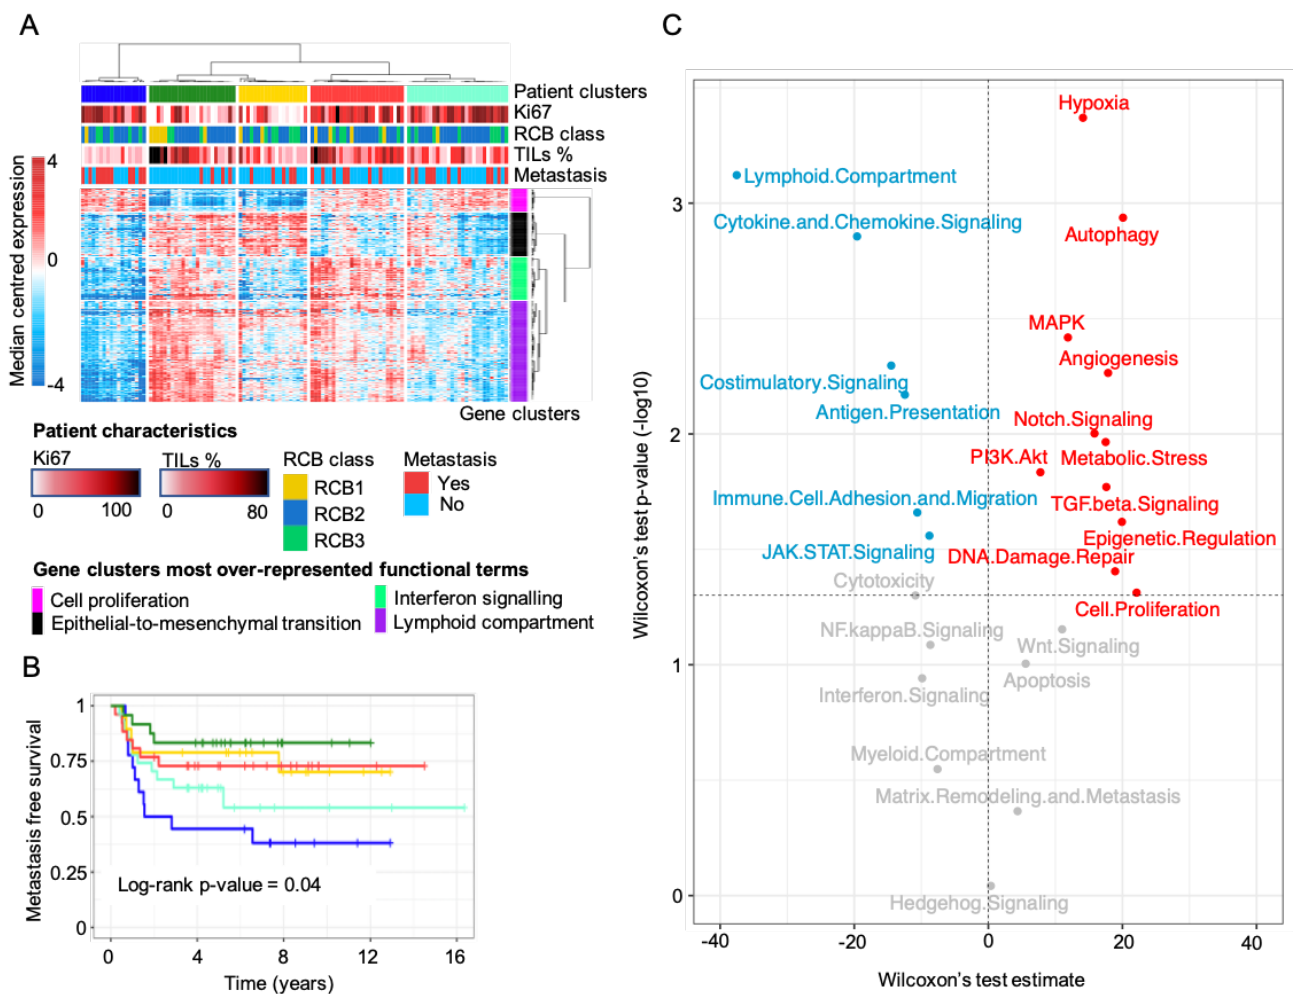 A
Patient clusters
Ki67
RCB class
TILs %
Metastasis
Median centred expression
4
0
-4
Gene clusters
Patient characteristics
Ki67
0 100
TILs %
0 80
RCB class
RCB1
RCB2
RCB3
Metastasis
Yes
No
Gene clusters most over-represented functional terms
Cell proliferation
Epithelial-to-mesenchymal transition
Interferon signalling
Lymphoid compartment
B
Metastasis free survival
1
0.75
0.5
0.25
0
Log-rank p-value = 0.04
0 4 8 12 16
Time (years)
C
Wilcoxon's test p-value (-log10)
3
2
1
0
Hypoxia
Lymphoid.Compartment
Cytokine.and.Chemokine.Signaling
Autophagy
MAPK
Angiogenesis
Costimulatory.Signaling
Antigen.Presentation
Notch.Signaling
PI3K.Akt
Metabolic.Stress
Immune.Cell.Adhesion.and.Migration
TGF.beta.Signaling
Epigenetic.Regulation
JAK.STAT.Signaling
DNA.Damage.Repair
Cytotoxicity
Cell.Proliferation
NF.kappaB.Signaling
Wnt.Signaling
Apoptosis
Interferon.Signaling
Myeloid.Compartment
Matrix.Remodeling.and.Metastasis
Hedgehog.Signaling
-40 -20 0 20 40
Wilcoxon's test estimate